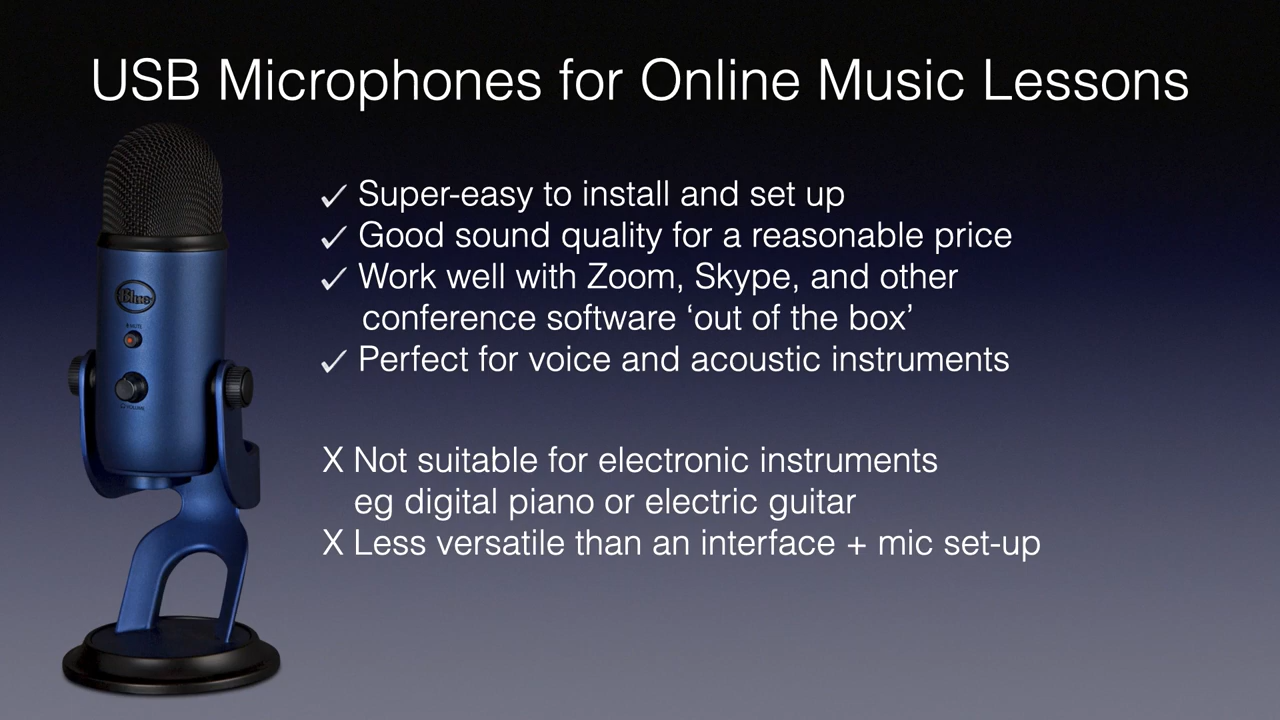 USB Microphones for Online Music Lessons
✓ Super-easy to install and set up
✓ Good sound quality for a reasonable price
✓ Work well with Zoom, Skype, and other
conference software ‘out of the box’
✓ Perfect for voice and acoustic instruments
X Not suitable for electronic instruments
eg digital piano or electric guitar
X Less versatile than an interface + mic set-up
Blue
MUTE
VOLUME